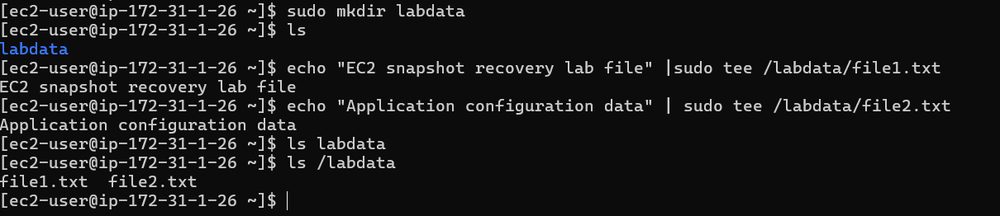 [ec2-user@ip-172-31-1-26 ~]$ sudo mkdir labdata
[ec2-user@ip-172-31-1-26 ~]$ ls
labdata
[ec2-user@ip-172-31-1-26 ~]$ echo "EC2 snapshot recovery lab file" |sudo tee /labdata/file1.txt
EC2 snapshot recovery lab file
[ec2-user@ip-172-31-1-26 ~]$ echo "Application configuration data" | sudo tee /labdata/file2.txt
Application configuration data
[ec2-user@ip-172-31-1-26 ~]$ ls labdata
[ec2-user@ip-172-31-1-26 ~]$ ls /labdata
file1.txt  file2.txt
[ec2-user@ip-172-31-1-26 ~]$